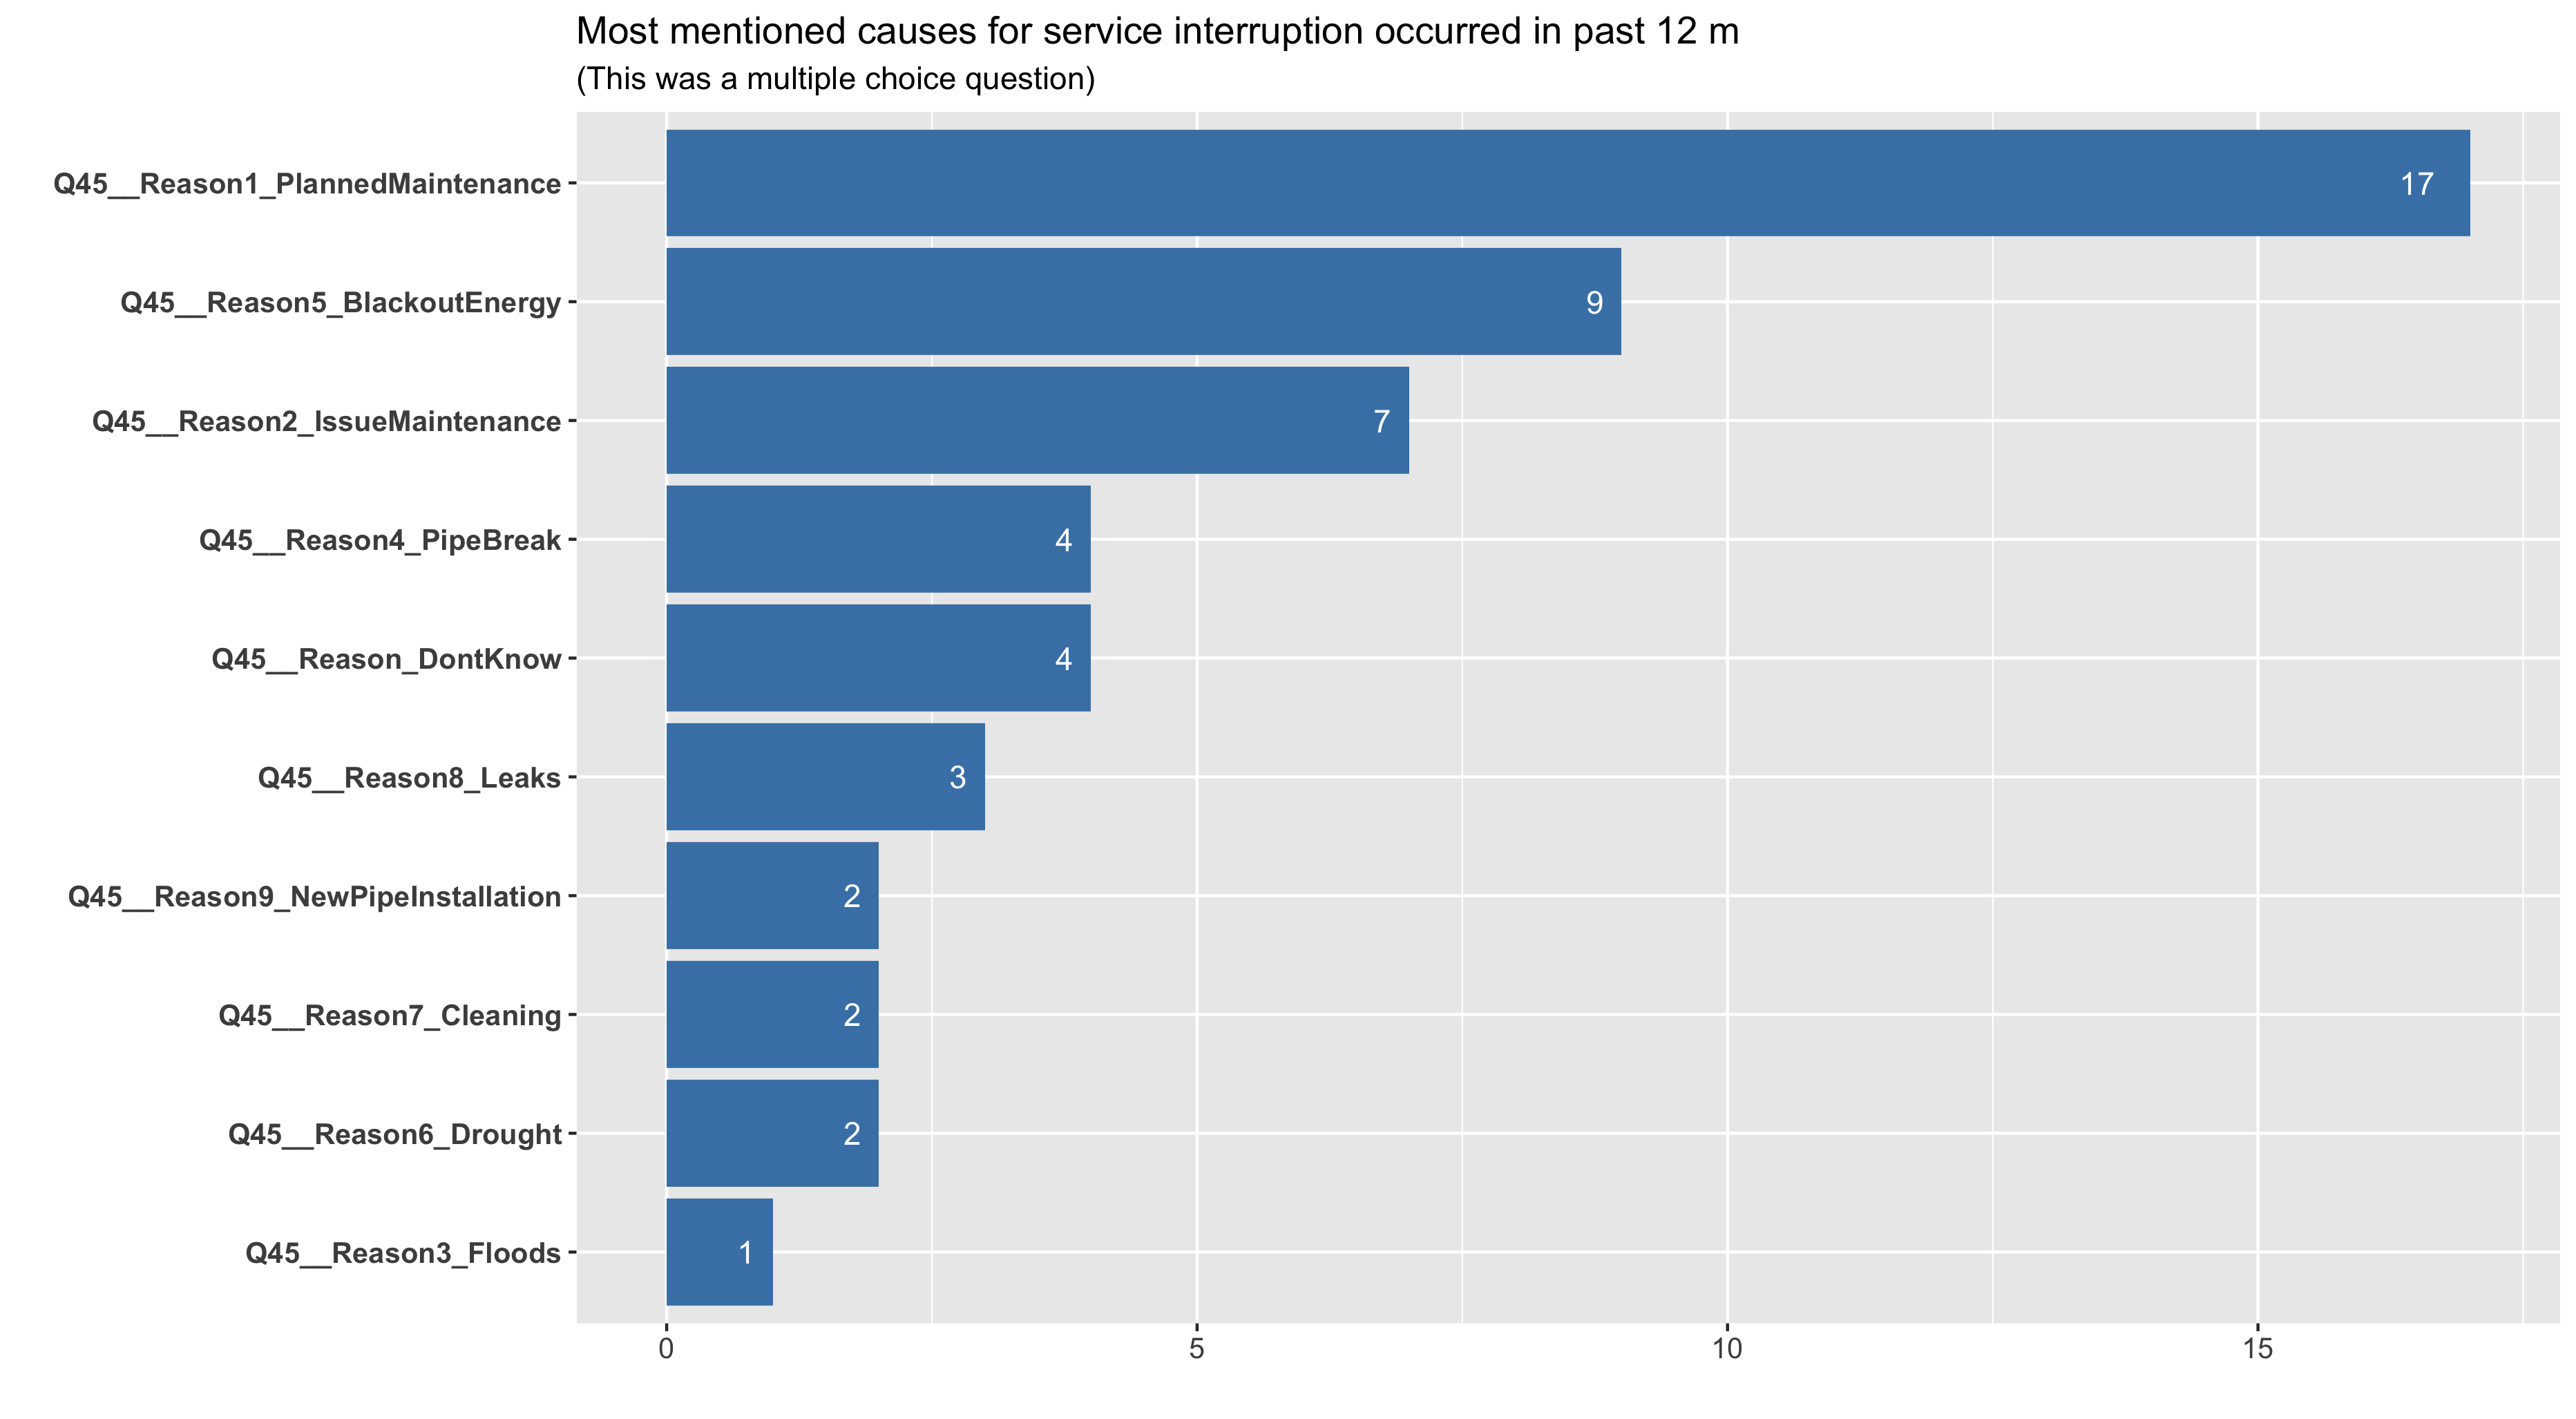 Most mentioned causes for service interruption occurred in past 12 m
(This was a multiple choice question)
Q45__Reason1_PlannedMaintenance 17
Q45__Reason5_BlackoutEnergy 9
Q45__Reason2_IssueMaintenance 7
Q45__Reason4_PipeBreak 4
Q45__Reason_DontKnow 4
Q45__Reason8_Leaks 3
Q45__Reason9_NewPipeInstallation 2
Q45__Reason7_Cleaning 2
Q45__Reason6_Drought 2
Q45__Reason3_Floods 1
0 5 10 15